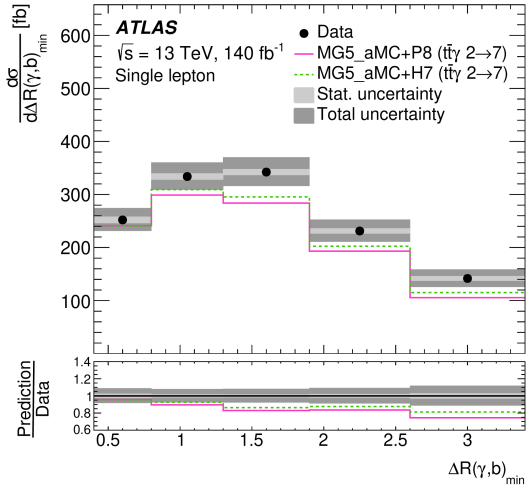 dσ
dΔR(γ,b)min [fb]
ATLAS
√s = 13 TeV, 140 fb-1
Single lepton
Data
MG5_aMC+P8 (tt̄γ 2→7)
MG5_aMC+H7 (tt̄γ 2→7)
Stat. uncertainty
Total uncertainty
600
500
400
300
200
100
Prediction
Data
1.4
1.2
1
0.8
0.6
0.5 1 1.5 2 2.5 3
ΔR(γ,b)min